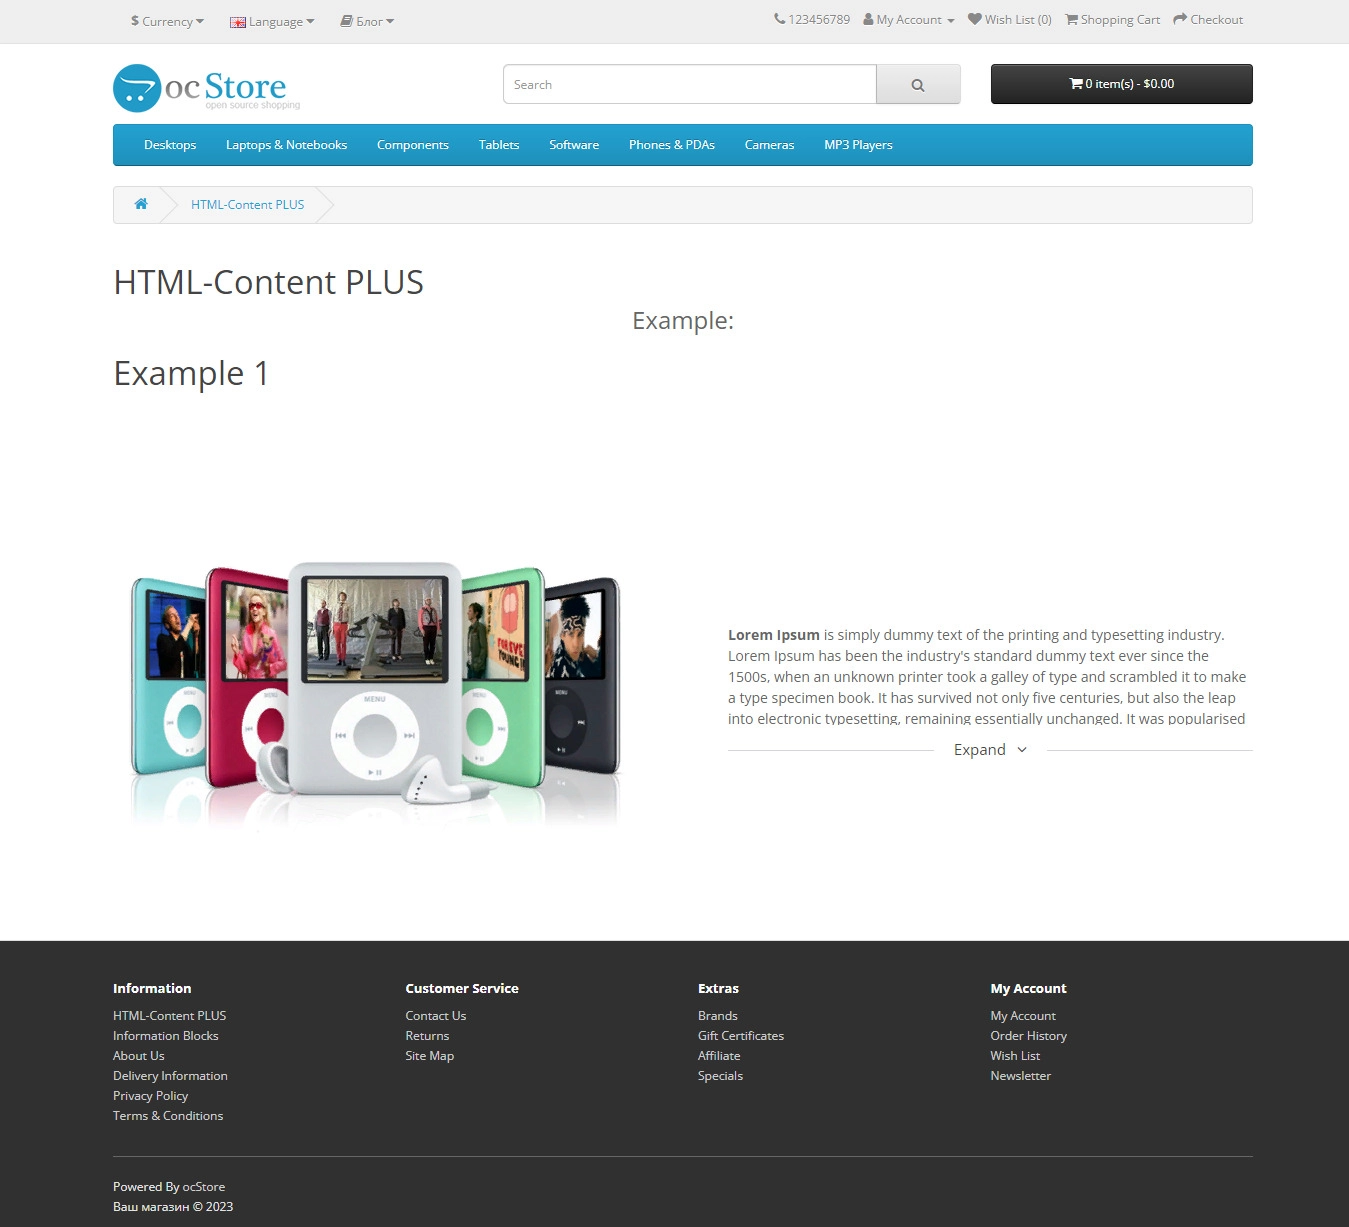 $ Currency
Language
Блог
123456789
My Account
Wish List (0)
Shopping Cart
Checkout
ocStore
open source shopping
Search
0 item(s) - $0.00
Desktops
Laptops & Notebooks
Components
Tablets
Software
Phones & PDAs
Cameras
MP3 Players
HTML-Content PLUS
HTML-Content PLUS
Example:
Example 1
MENU
MENU
MENU
MENU
Lorem Ipsum is simply dummy text of the printing and typesetting industry.
Lorem Ipsum has been the industry's standard dummy text ever since the
1500s, when an unknown printer took a galley of type and scrambled it to make
a type specimen book. It has survived not only five centuries, but also the leap
into electronic typesetting, remaining essentially unchanged. It was popularised
Expand
Information
HTML-Content PLUS
Information Blocks
About Us
Delivery Information
Privacy Policy
Terms & Conditions
Customer Service
Contact Us
Returns
Site Map
Extras
Brands
Gift Certificates
Affiliate
Specials
My Account
My Account
Order History
Wish List
Newsletter
Powered By ocStore
Ваш магазин © 2023